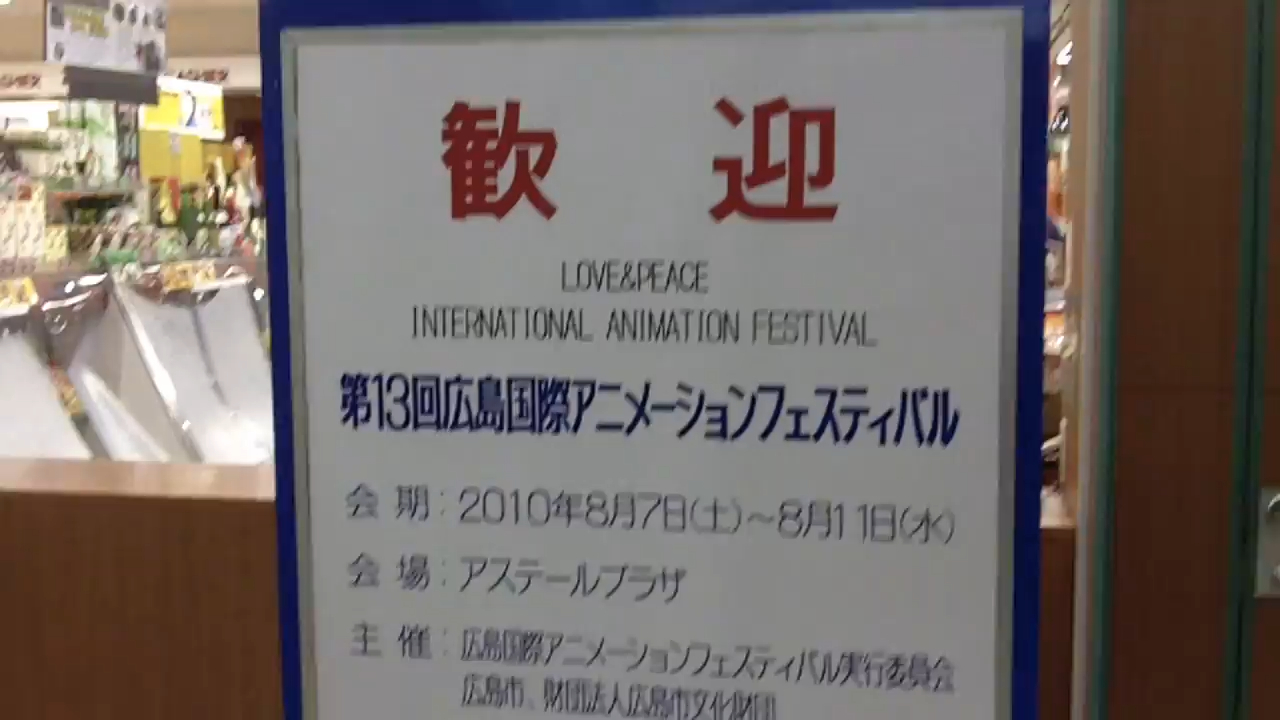 歓迎
LOVE&PEACE
INTERNATIONAL ANIMATION FESTIVAL
第13回広島国際アニメーションフェスティバル
会 期：2010年8月7日(土)～8月11日(水)
会 場：アステールプラザ
主 催：広島国際アニメーションフェスティバル実行委員会
広島市、財団法人広島市文化財団